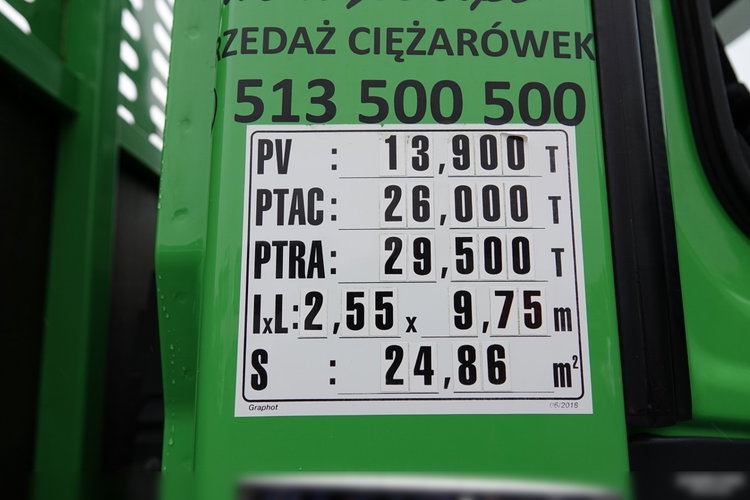 RZEDAŻ CIĘŻARÓWEK
513 500 500
PV : 13,900 T
PTAC: 26,000 T
PTRA: 29,500 T
lxL: 2,55 x 9,75 m
S : 24,86 m²
Graphot 06/2018